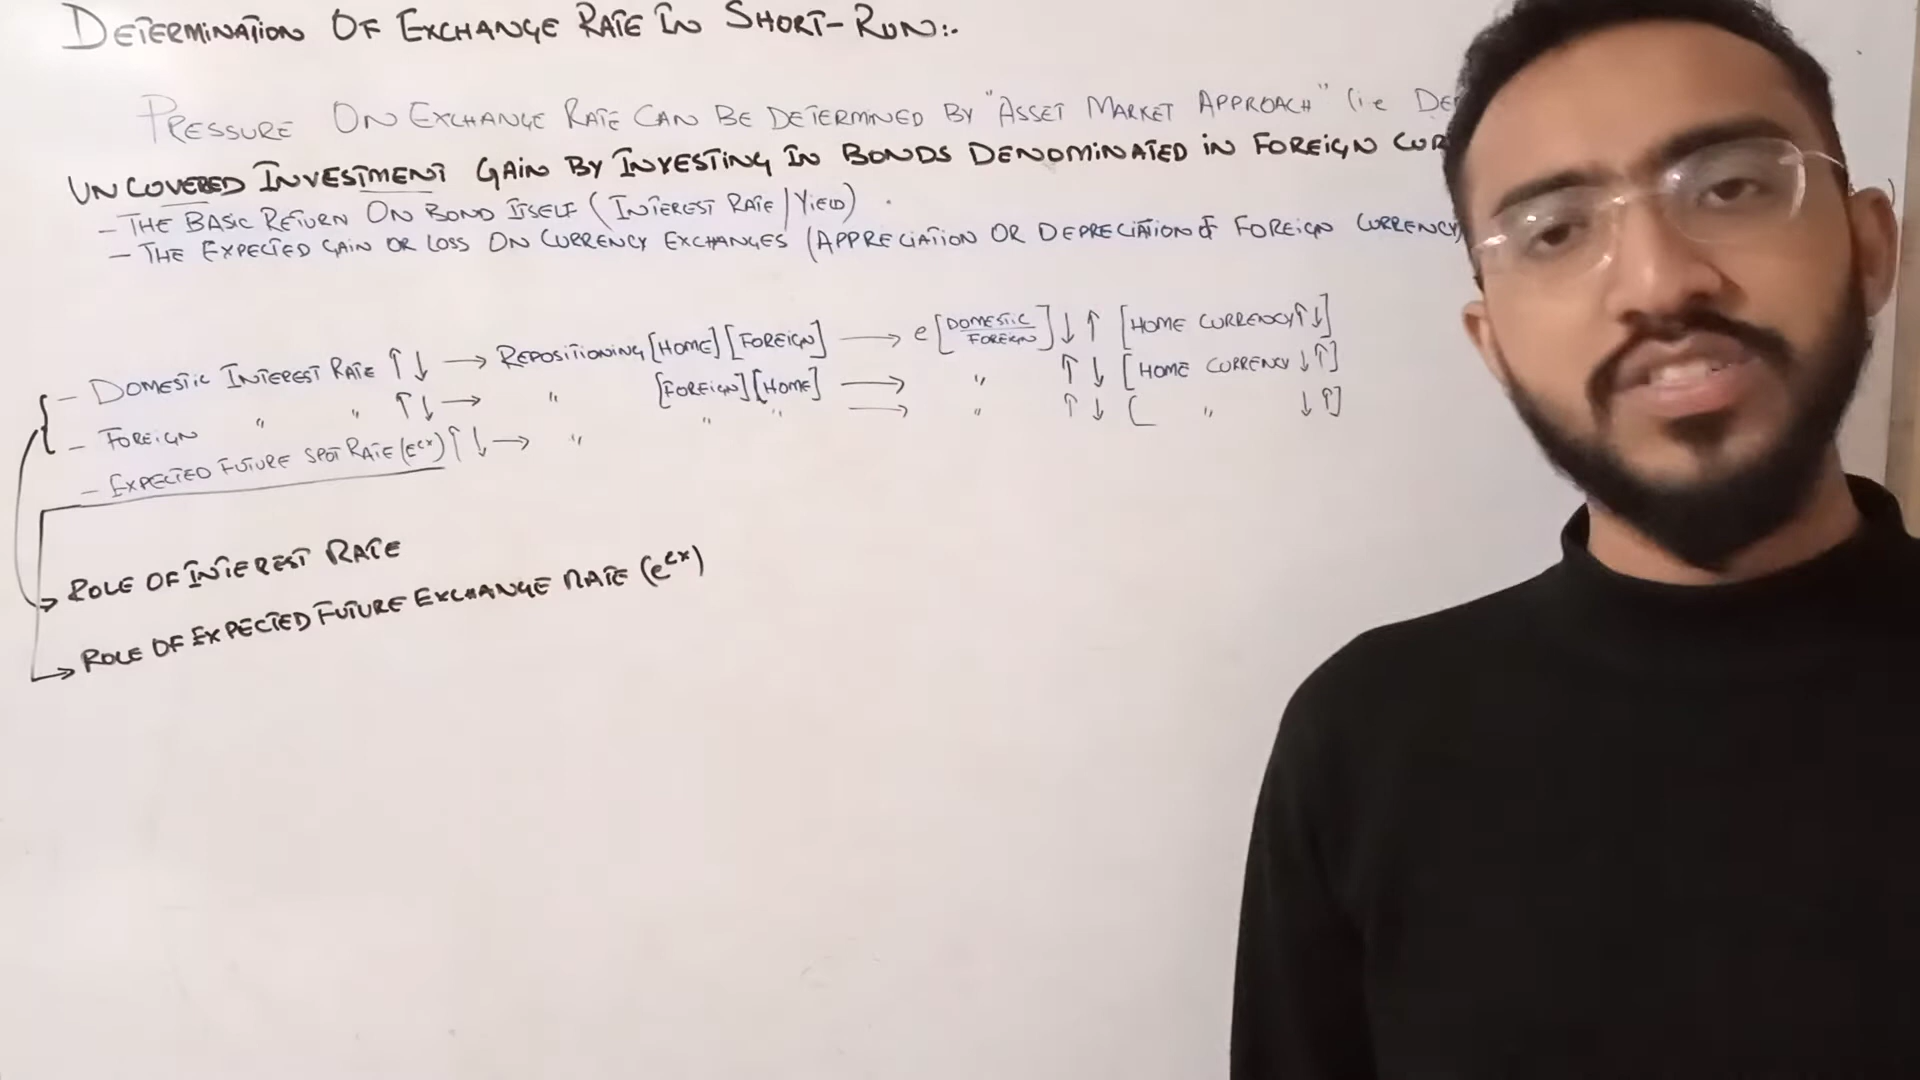 DETERMINATION OF EXCHANGE RATE IN SHORT-RUN:-
PRESSURE ON EXCHANGE RATE CAN BE DETERMINED BY "ASSET MARKET APPROACH" (i.e DE
UNCOVERED INVESTMENT GAIN BY INVESTING IN BONDS DENOMINATED IN FOREIGN CUR
- THE BASIC RETURN ON BOND ITSELF (INTEREST RATE/YIELD).
- THE EXPECTED GAIN OR LOSS ON CURRENCY EXCHANGES (APPRECIATION OR DEPRECIATION OF FOREIGN CURRENCY)
- DOMESTIC INTEREST RATE ↑↓ → REPOSITIONING [HOME][FOREIGN] → e[DOMESTIC/FOREIGN] ↓↑ [HOME CURRENCY ↑↓]
- FOREIGN " " ↑↓ → " [FOREIGN][HOME] → " ↑↓ [HOME CURRENCY ↓↑]
- EXPECTED FUTURE SPOT RATE (e^ex) ↑↓ → " " " → " ↑↓ [ " ↓↑]
→ ROLE OF INTEREST RATE
→ ROLE OF EXPECTED FUTURE EXCHANGE RATE (e^ex)